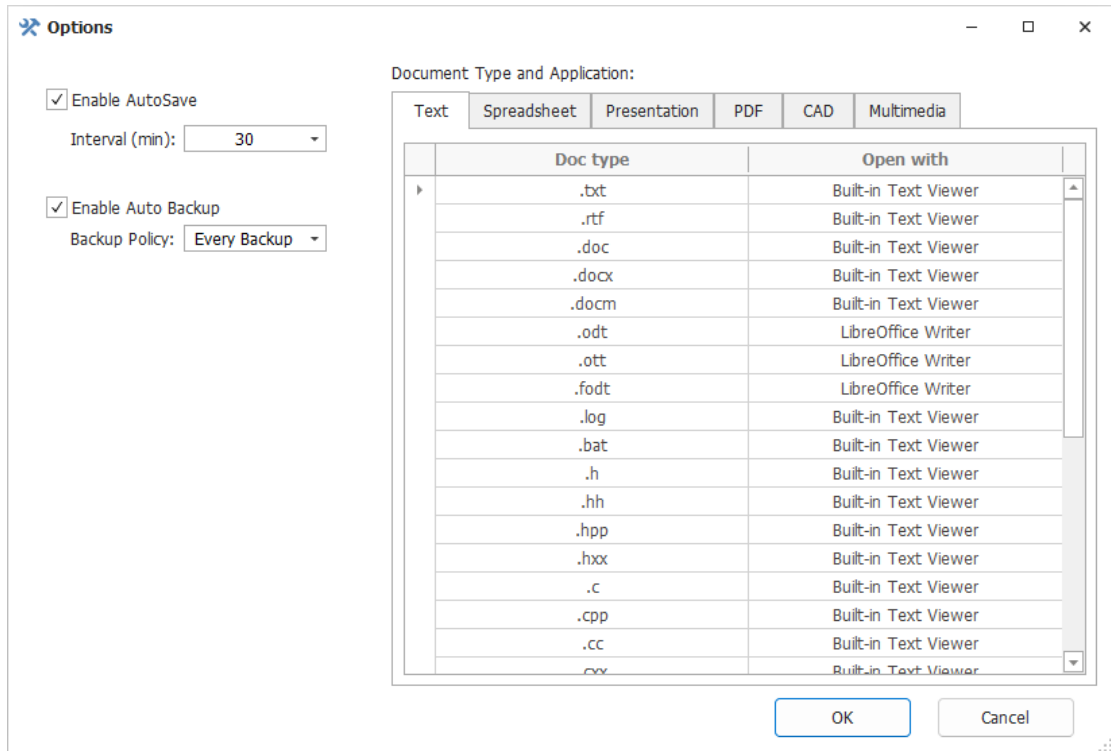 Options
Enable AutoSave
Interval (min): 30
Enable Auto Backup
Backup Policy: Every Backup
Document Type and Application:
Text Spreadsheet Presentation PDF CAD Multimedia
Doc type Open with
.txt Built-in Text Viewer
.rtf Built-in Text Viewer
.doc Built-in Text Viewer
.docx Built-in Text Viewer
.docm Built-in Text Viewer
.odt LibreOffice Writer
.ott LibreOffice Writer
.fodt LibreOffice Writer
.log Built-in Text Viewer
.bat Built-in Text Viewer
.h Built-in Text Viewer
.hh Built-in Text Viewer
.hpp Built-in Text Viewer
.hxx Built-in Text Viewer
.c Built-in Text Viewer
.cpp Built-in Text Viewer
.cc Built-in Text Viewer
.cxx Built-in Text Viewer
OK Cancel